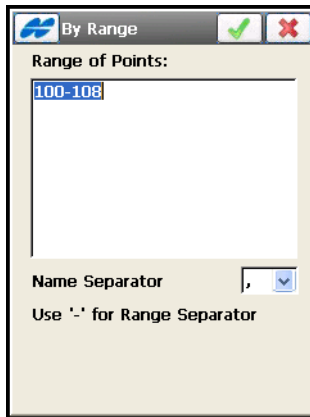 By Range
Range of Points:
100-108
Name Separator ,
Use '-' for Range Separator